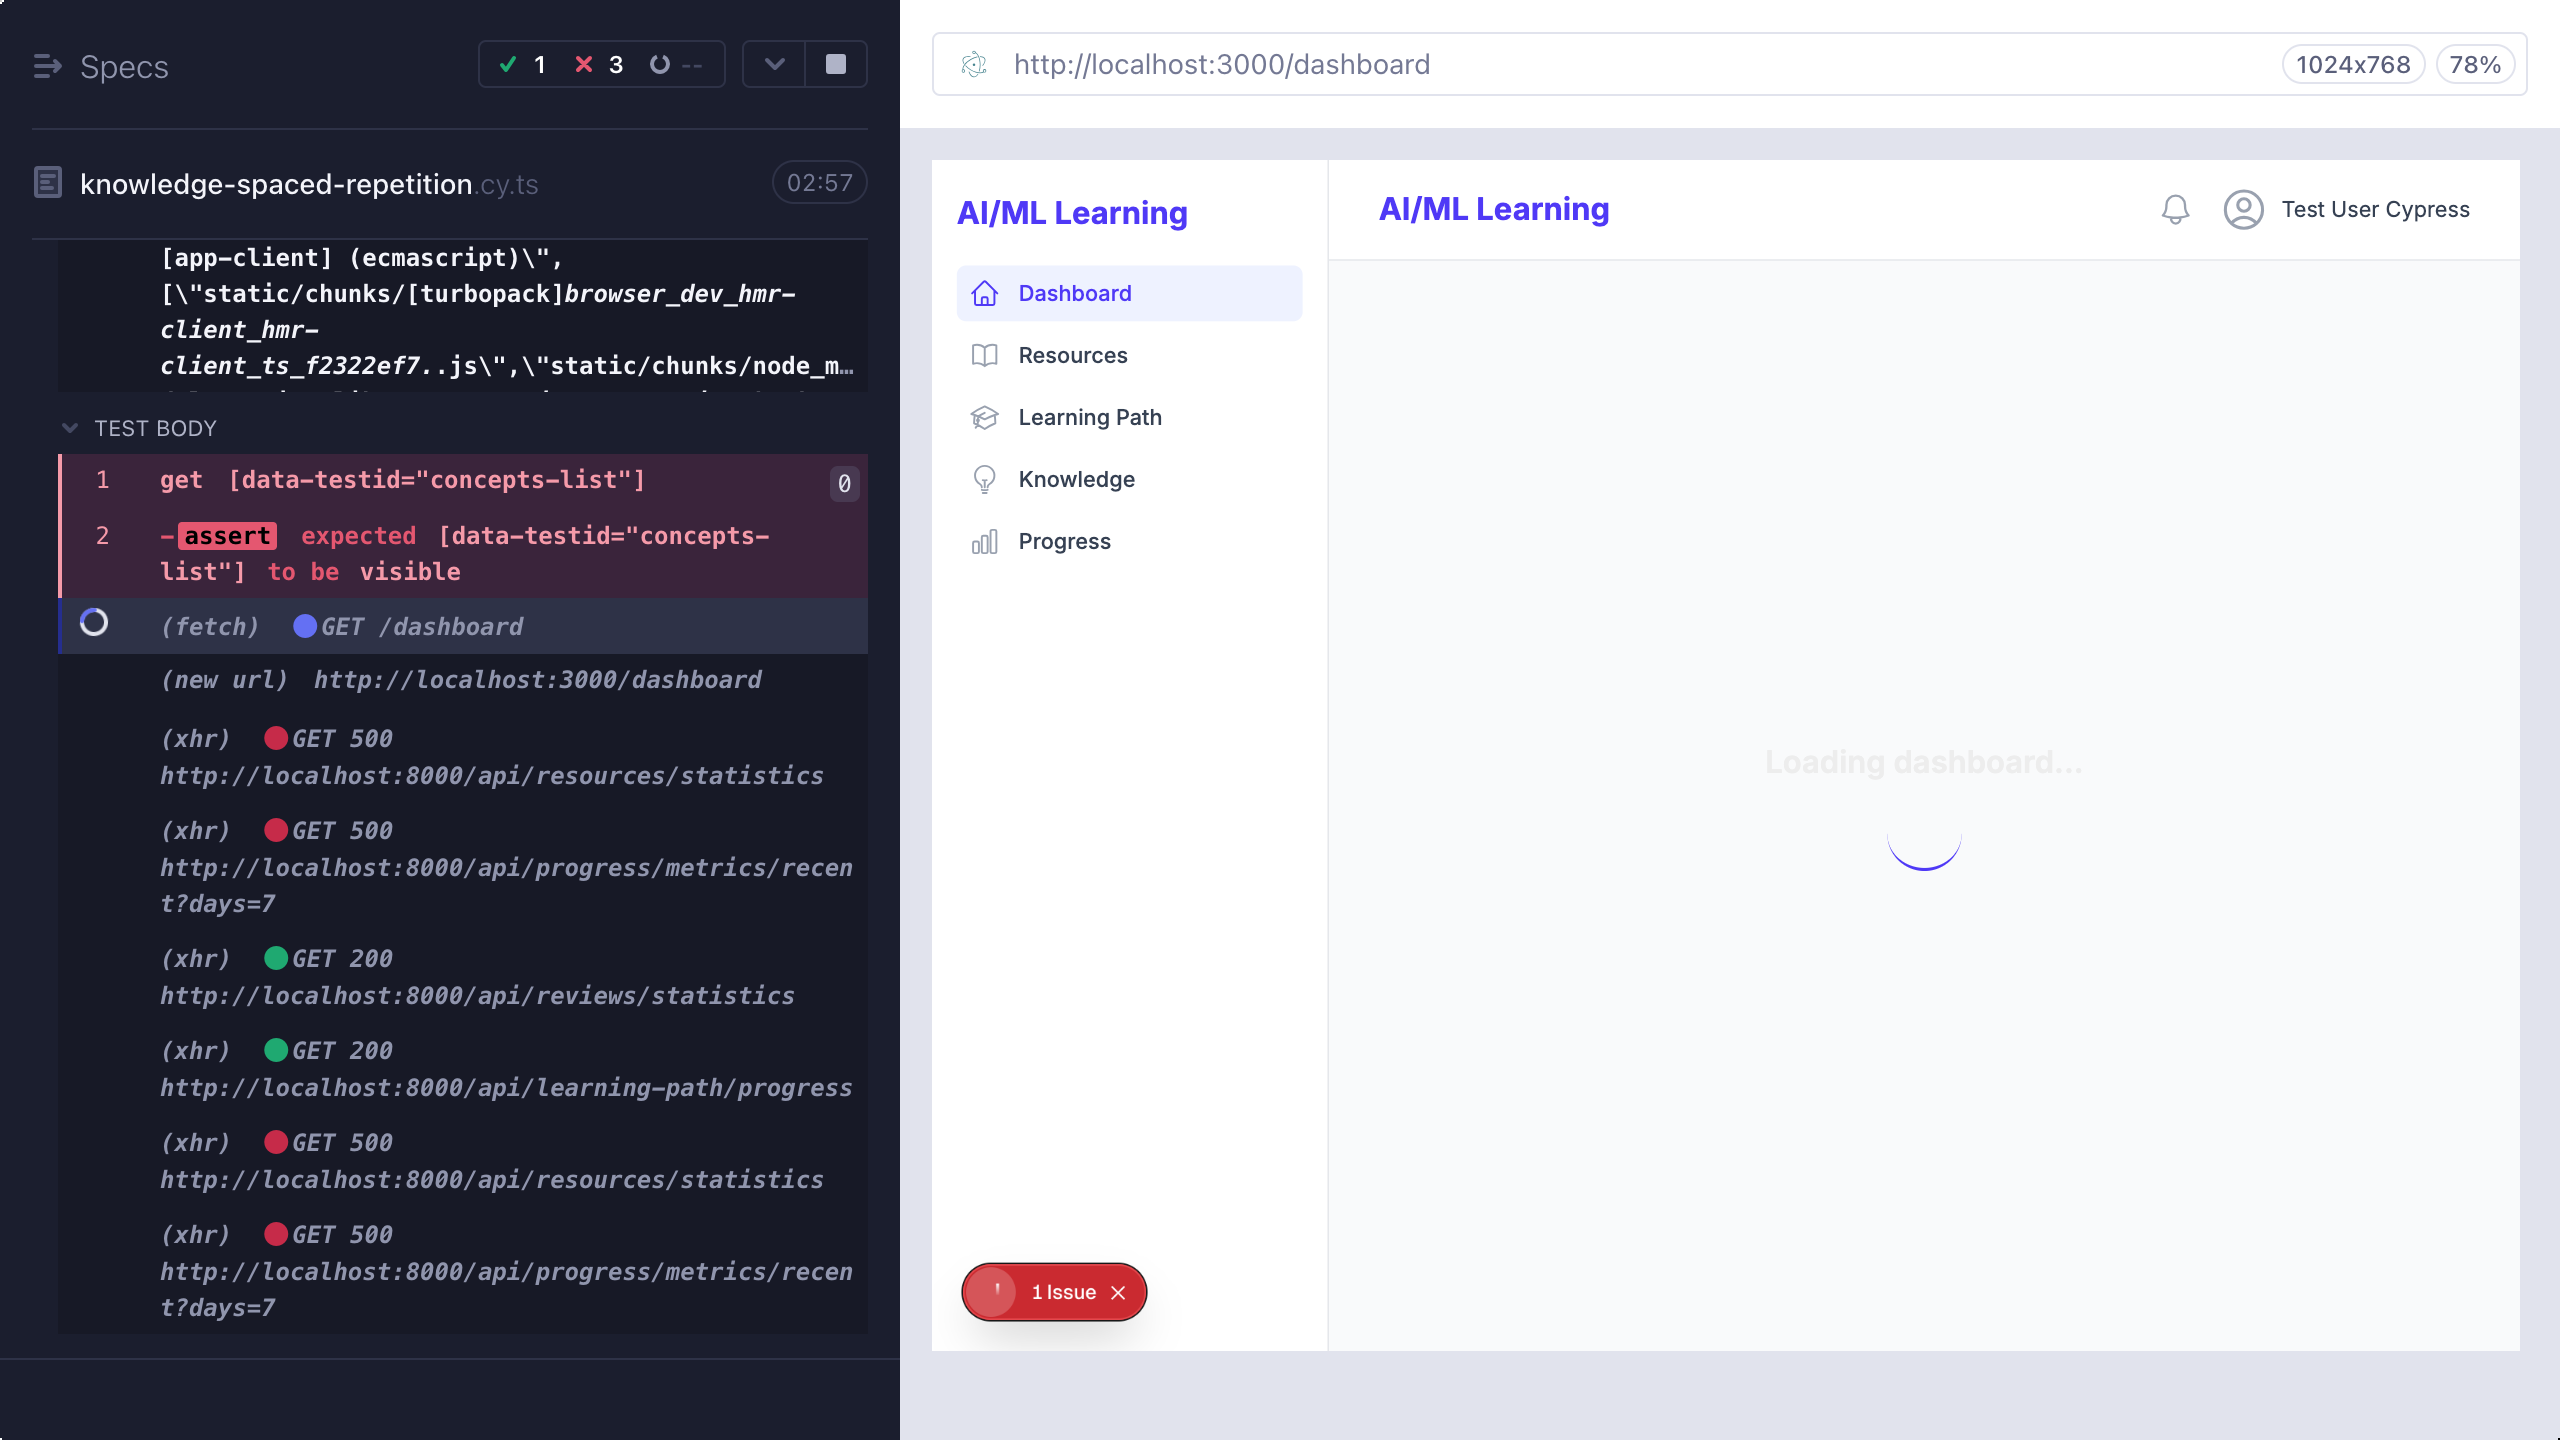 Specs
1
3
--
knowledge-spaced-repetition.cy.ts
02:57
[app-client] (ecmascript)\",
[\"static/chunks/[turbopack]browser_dev_hmr-
client_hmr-
client_ts_f2322ef7._.js\",\"static/chunks/node_m…
TEST BODY
1 get [data-testid="concepts-list"] 0
2 -assert expected [data-testid="concepts-
list"] to be visible
(fetch) GET /dashboard
(new url) http://localhost:3000/dashboard
(xhr) GET 500
http://localhost:8000/api/resources/statistics
(xhr) GET 500
http://localhost:8000/api/progress/metrics/recen
t?days=7
(xhr) GET 200
http://localhost:8000/api/reviews/statistics
(xhr) GET 200
http://localhost:8000/api/learning-path/progress
(xhr) GET 500
http://localhost:8000/api/resources/statistics
(xhr) GET 500
http://localhost:8000/api/progress/metrics/recen
t?days=7
http://localhost:3000/dashboard
1024x768
78%
AI/ML Learning
Dashboard
Resources
Learning Path
Knowledge
Progress
1 Issue
AI/ML Learning
Test User Cypress
Loading dashboard...